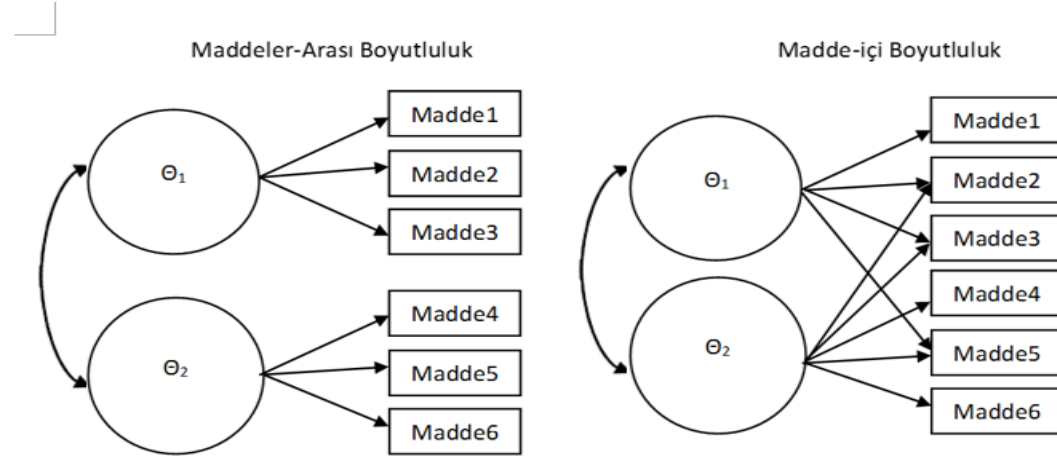 Maddeler-Arası Boyutluluk
Θ₁
Madde1
Madde2
Madde3
Θ₂
Madde4
Madde5
Madde6
Madde-içi Boyutluluk
Θ₁
Madde1
Madde2
Madde3
Θ₂
Madde4
Madde5
Madde6